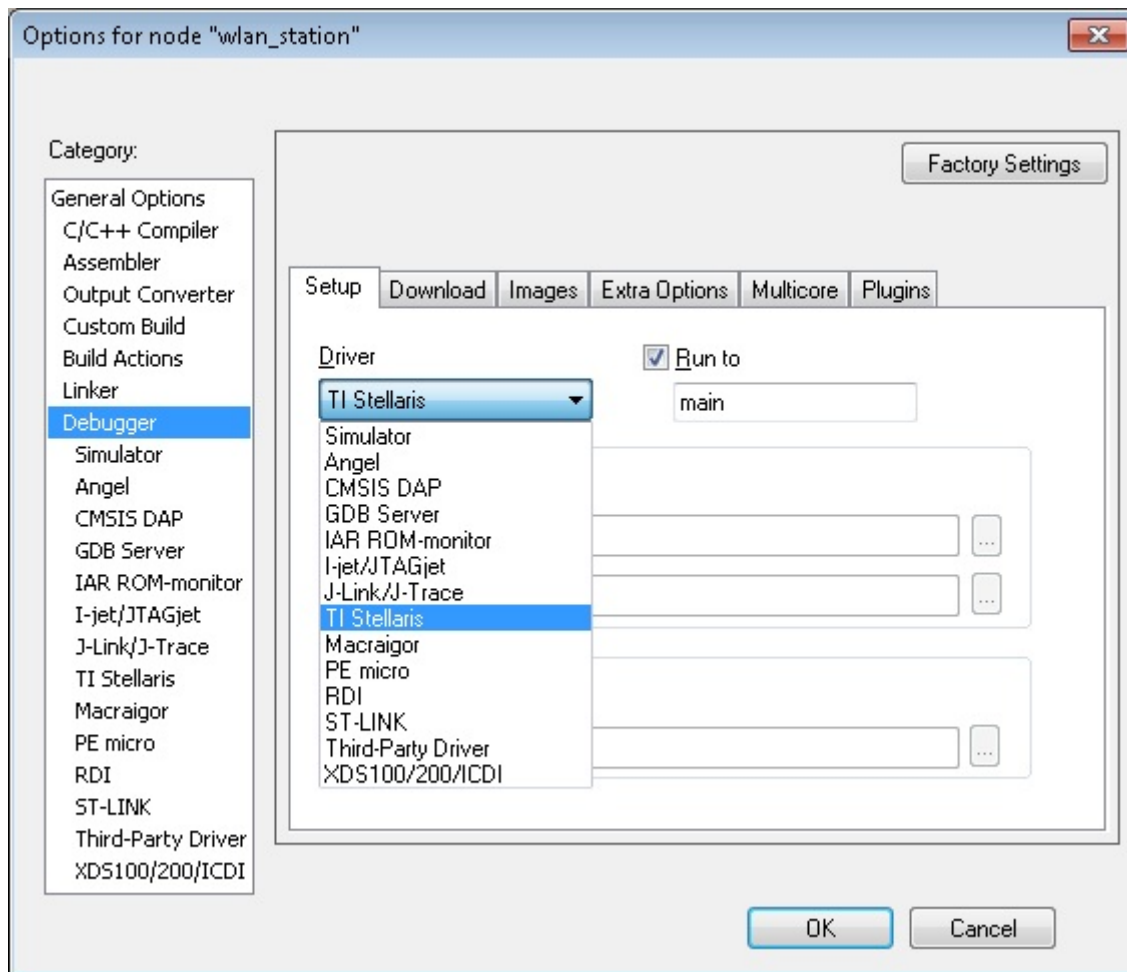 Options for node "wlan_station"
Category:
General Options
C/C++ Compiler
Assembler
Output Converter
Custom Build
Build Actions
Linker
Debugger
Simulator
Angel
CMSIS DAP
GDB Server
IAR ROM-monitor
I-jet/JTAGjet
J-Link/J-Trace
TI Stellaris
Macraigor
PE micro
RDI
ST-LINK
Third-Party Driver
XDS100/200/ICDI
Factory Settings
Setup Download Images Extra Options Multicore Plugins
Driver
Run to
TI Stellaris
main
Simulator
Angel
CMSIS DAP
GDB Server
IAR ROM-monitor
...
I-jet/JTAGjet
J-Link/J-Trace
...
TI Stellaris
Macraigor
PE micro
RDI
ST-LINK
Third-Party Driver
...
XDS100/200/ICDI
OK Cancel